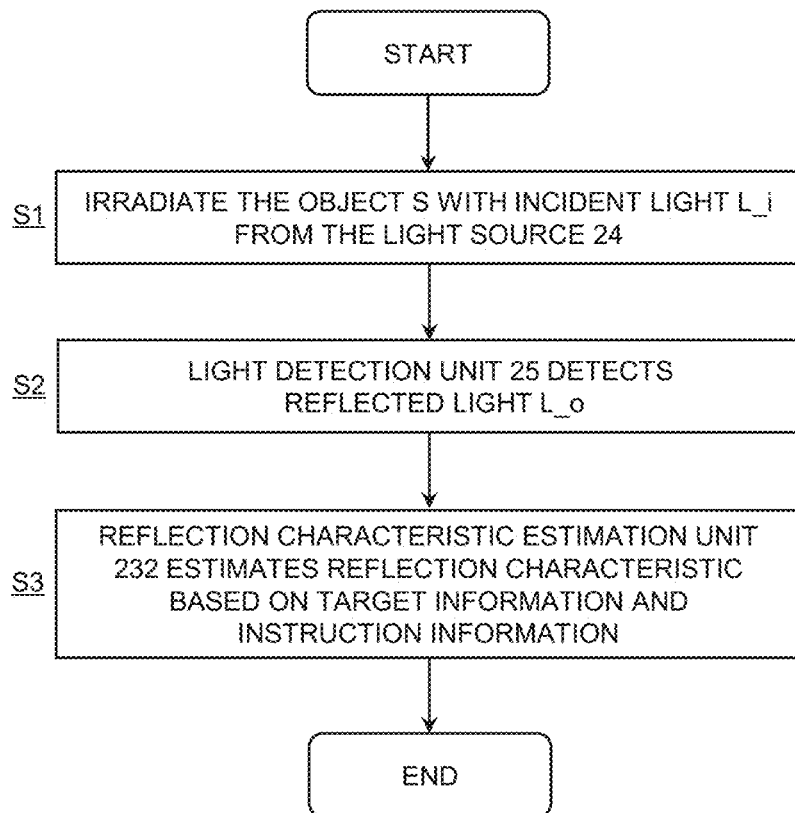 START
S1
IRRADIATE THE OBJECT S WITH INCIDENT LIGHT L_i
FROM THE LIGHT SOURCE 24
S2
LIGHT DETECTION UNIT 25 DETECTS
REFLECTED LIGHT L_o
S3
REFLECTION CHARACTERISTIC ESTIMATION UNIT
232 ESTIMATES REFLECTION CHARACTERISTIC
BASED ON TARGET INFORMATION AND
INSTRUCTION INFORMATION
END